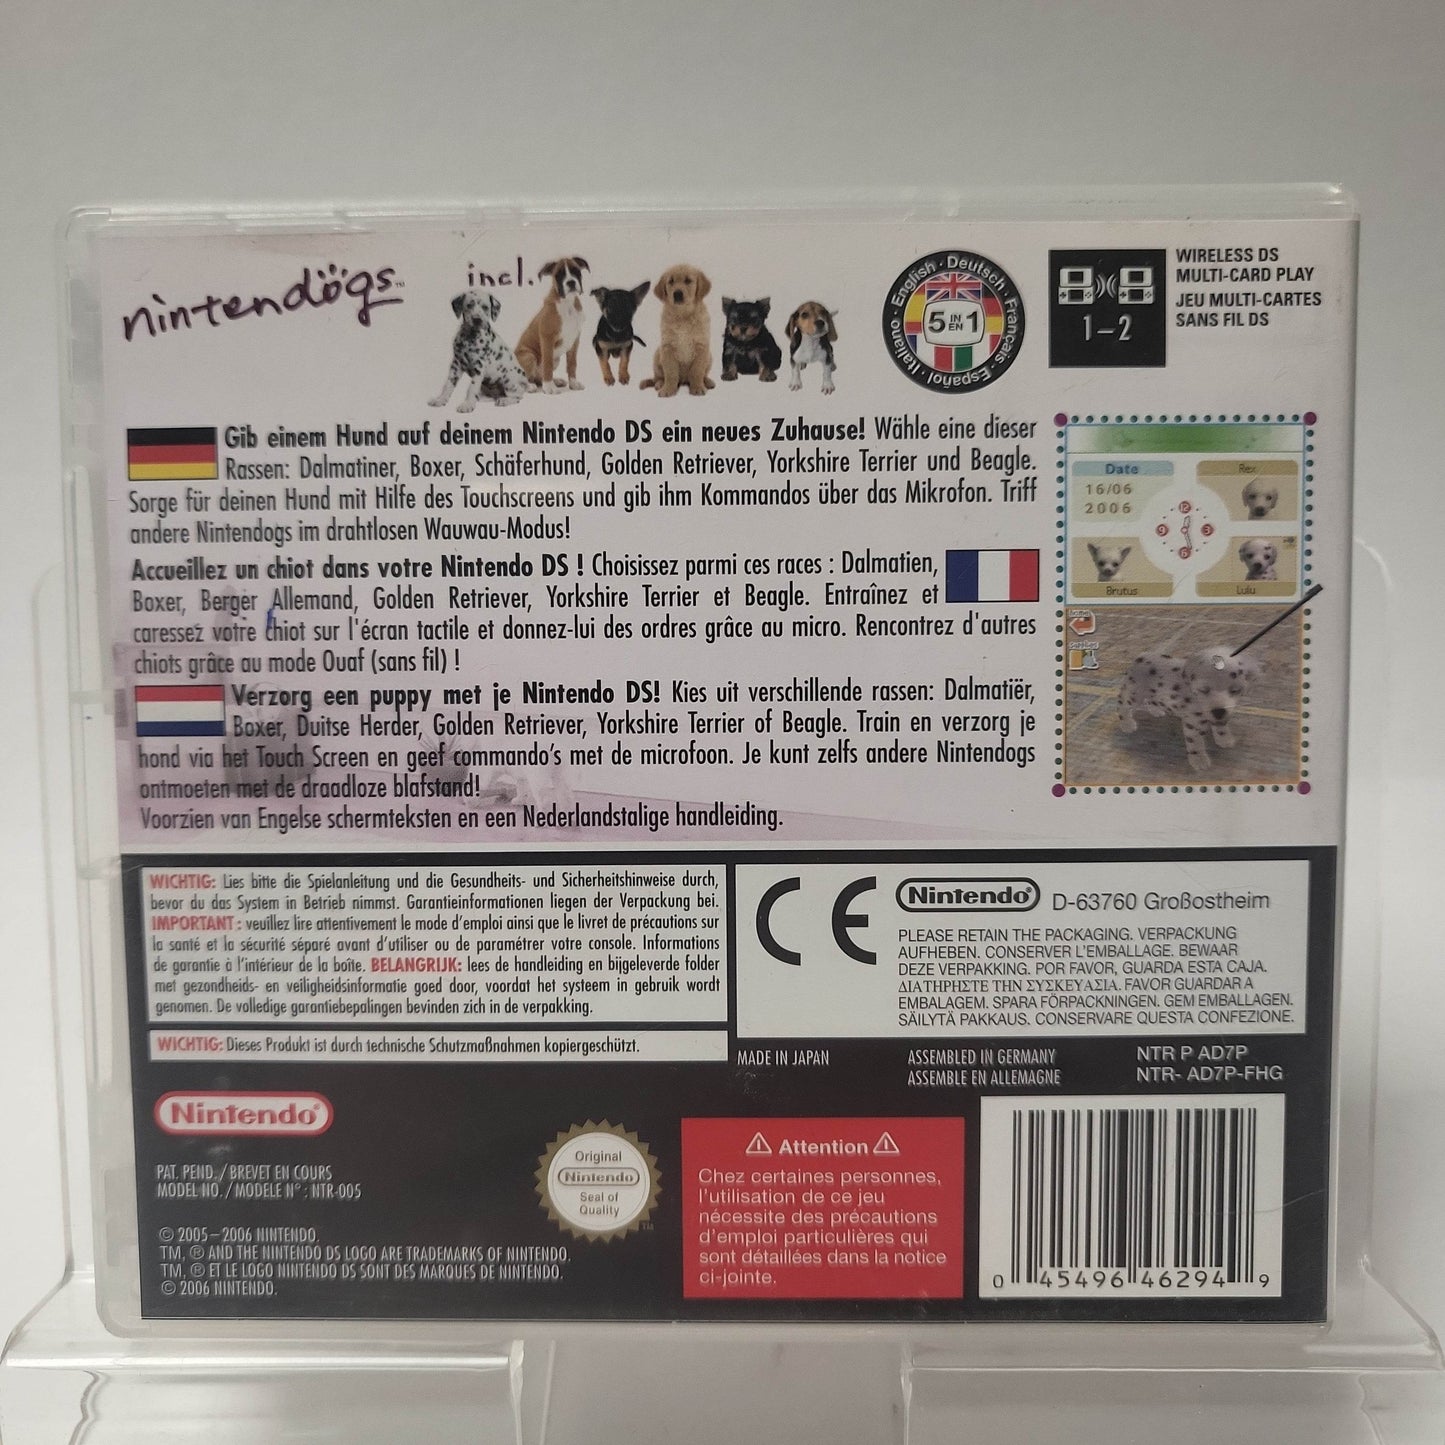 nintendogs™
incl.
English · Deutsch · Français · Español · Italiano
5 IN EN 1
1–2
WIRELESS DS
MULTI-CARD PLAY
JEU MULTI-CARTES
SANS FIL DS
Gib einem Hund auf deinem Nintendo DS ein neues Zuhause! Wähle eine dieser
Rassen: Dalmatiner, Boxer, Schäferhund, Golden Retriever, Yorkshire Terrier und Beagle.
Sorge für deinen Hund mit Hilfe des Touchscreens und gib ihm Kommandos über das Mikrofon. Triff
andere Nintendogs im drahtlosen Wauwau-Modus!
Accueillez un chiot dans votre Nintendo DS ! Choisissez parmi ces races : Dalmatien,
Boxer, Berger Allemand, Golden Retriever, Yorkshire Terrier et Beagle. Entraînez et
caressez votre chiot sur l'écran tactile et donnez-lui des ordres grâce au micro. Rencontrez d'autres
chiots grâce au mode Ouaf (sans fil) !
Verzorg een puppy met je Nintendo DS! Kies uit verschillende rassen: Dalmatiër,
Boxer, Duitse Herder, Golden Retriever, Yorkshire Terrier of Beagle. Train en verzorg je
hond via het Touch Screen en geef commando's met de microfoon. Je kunt zelfs andere Nintendogs
ontmoeten met de draadloze blafstand!
Voorzien van Engelse schermteksten en een Nederlandstalige handleiding.
Date
16/06
2006
Rex
12
9
3
6
Brutus
Lulu
WICHTIG: Lies bitte die Spielanleitung und die Gesundheits- und Sicherheitshinweise durch,
bevor du das System in Betrieb nimmst. Garantieinformationen liegen der Verpackung bei.
IMPORTANT : veuillez lire attentivement le mode d'emploi ainsi que le livret de précautions sur
la santé et la sécurité séparé avant d'utiliser ou de paramétrer votre console. Informations
de garantie à l'intérieur de la boîte. BELANGRIJK: lees de handleiding en bijgeleverde folder
met gezondheids- en veiligheidsinformatie goed door, voordat het systeem in gebruik wordt
genomen. De volledige garantiebepalingen bevinden zich in de verpakking.
WICHTIG: Dieses Produkt ist durch technische Schutzmaßnahmen kopiergeschützt.
CE
Nintendo® D-63760 Großostheim
PLEASE RETAIN THE PACKAGING. VERPACKUNG
AUFHEBEN. CONSERVER L'EMBALLAGE. BEWAAR
DEZE VERPAKKING. POR FAVOR, GUARDA ESTA CAJA.
ΔΙΑΤΗΡΗΣΤΕ ΤΗΝ ΣΥΣΚΕΥΑΣΙΑ. FAVOR GUARDAR A
EMBALAGEM. SPARA FÖRPACKNINGEN. GEM EMBALLAGEN.
SÄILYTÄ PAKKAUS. CONSERVARE QUESTA CONFEZIONE.
MADE IN JAPAN
ASSEMBLED IN GERMANY
ASSEMBLE EN ALLEMAGNE
NTR P AD7P
NTR- AD7P-FHG
Nintendo®
PAT. PEND. / BREVET EN COURS
MODEL NO. / MODÈLE N° : NTR-005
© 2005–2006 NINTENDO.
TM, ® AND THE NINTENDO DS LOGO ARE TRADEMARKS OF NINTENDO.
TM, ® ET LE LOGO NINTENDO DS SONT DES MARQUES DE NINTENDO.
© 2006 NINTENDO.
Original
Nintendo
Seal of
Quality
TM
⚠ Attention ⚠
Chez certaines personnes,
l'utilisation de ce jeu
nécessite des précautions
d'emploi particulières qui
sont détaillées dans la notice
ci-jointe.
0 45496 46294 9